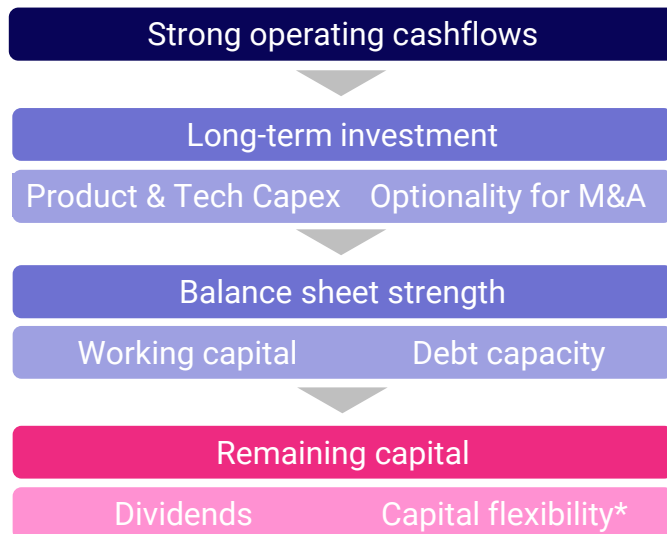 Strong operating cashflows
Long-term investment
Product & Tech Capex Optionality for M&A
Balance sheet strength
Working capital Debt capacity
Remaining capital
Dividends Capital flexibility*